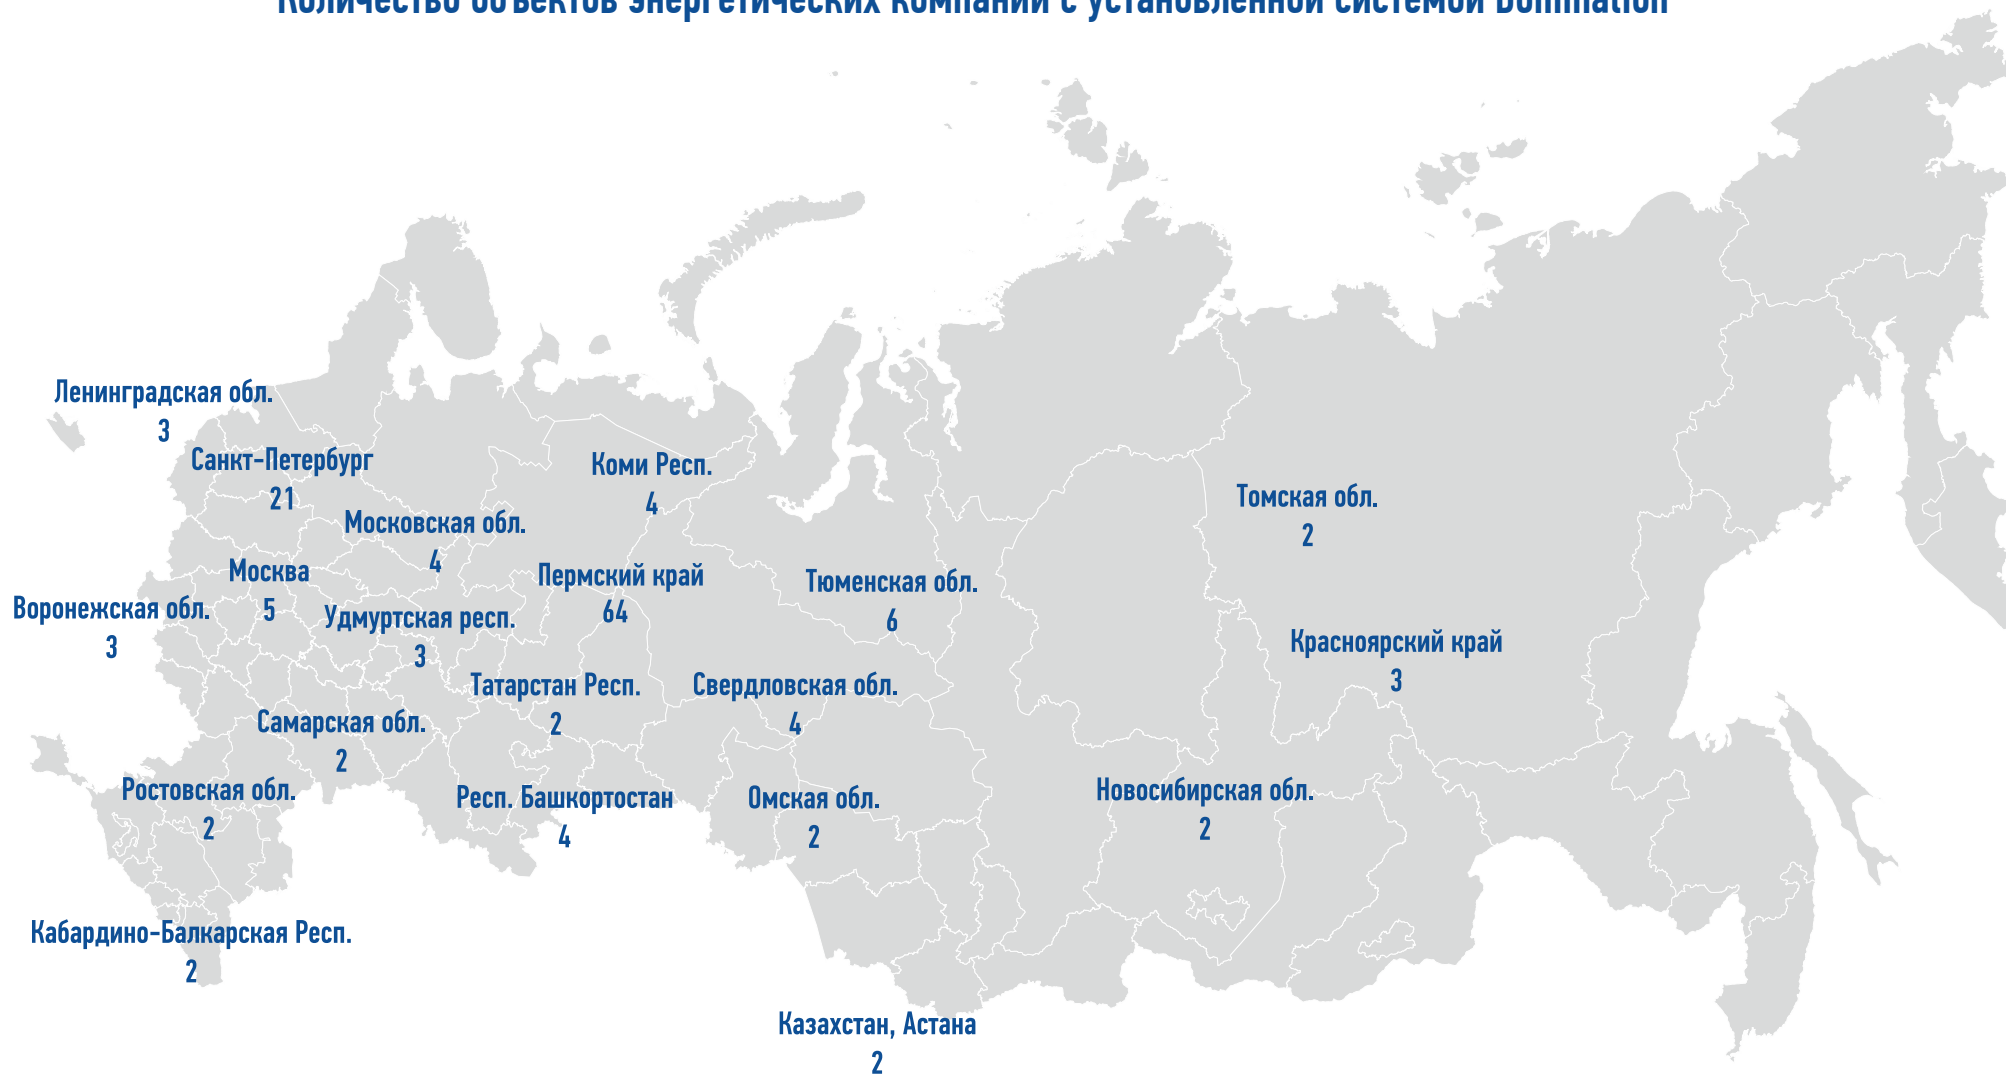 Количество объектов энергетических компаний с установленной системой Domination
Ленинградская обл.
3
Санкт-Петербург
21
Коми Респ.
4
Томская обл.
2
Московская обл.
4
Москва
5
Пермский край
64
Тюменская обл.
6
Воронежская обл.
3
Удмуртская респ.
3
Красноярский край
3
Татарстан Респ.
2
Свердловская обл.
4
Самарская обл.
2
Ростовская обл.
2
Респ. Башкортостан
4
Омская обл.
2
Новосибирская обл.
2
Кабардино-Балкарская Респ.
2
Казахстан, Астана
2